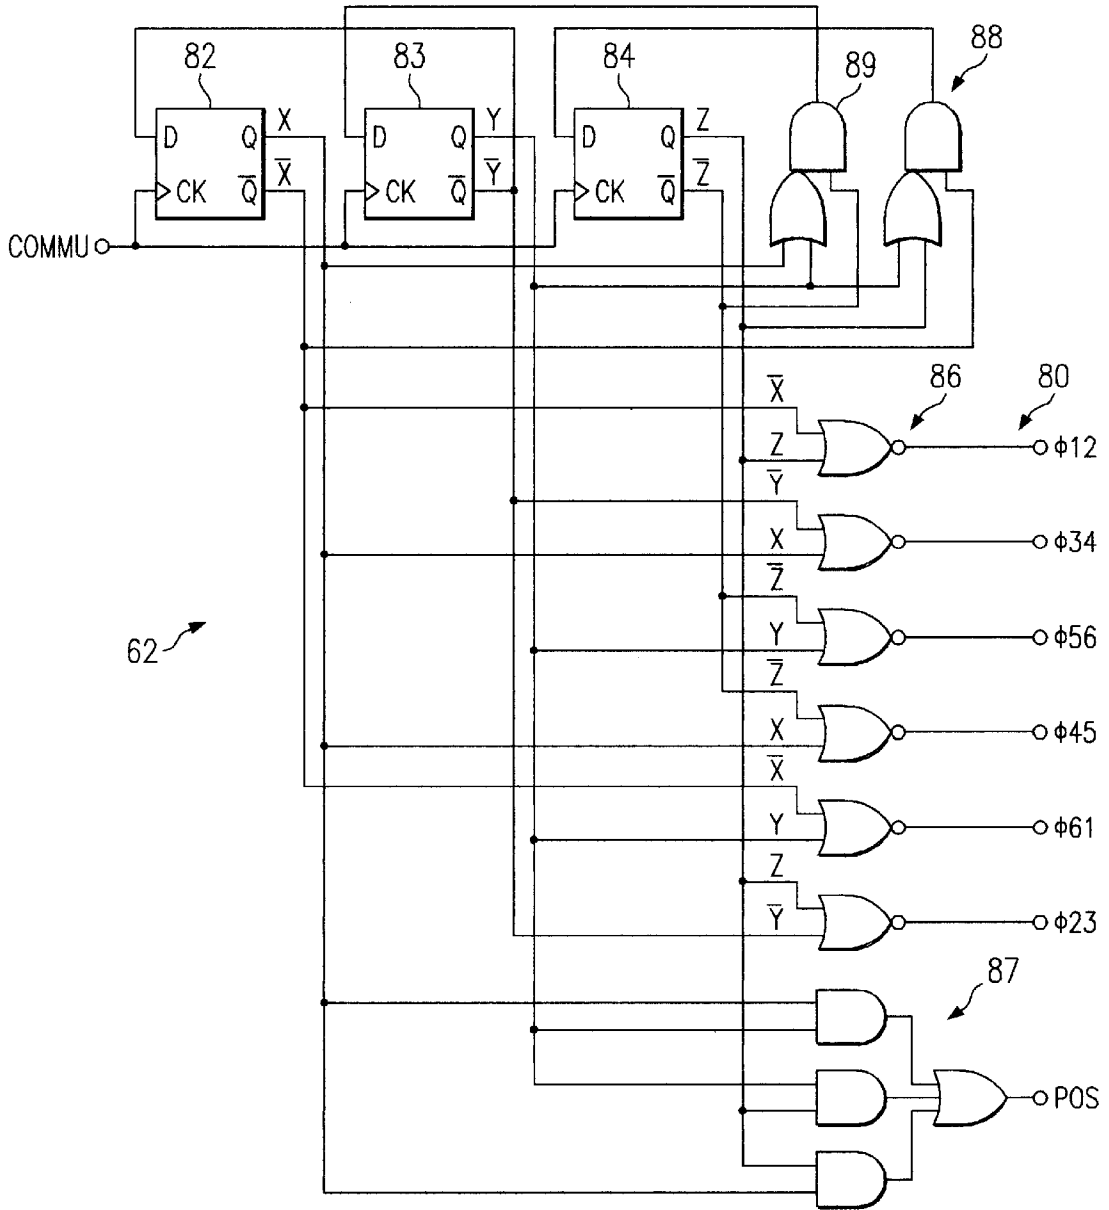 82
83
84
89
88
X
Y
Z
D Q
D Q
D Q
X̅
Y̅
Z̅
CK Q̅
CK Q̅
CK Q̅
COMMU
X̅
86
80
Z
ϕ12
Y̅
X
ϕ34
Z̅
62
Y
ϕ56
Z̅
X
ϕ45
X̅
Y
ϕ61
Z
Y̅
ϕ23
87
POS